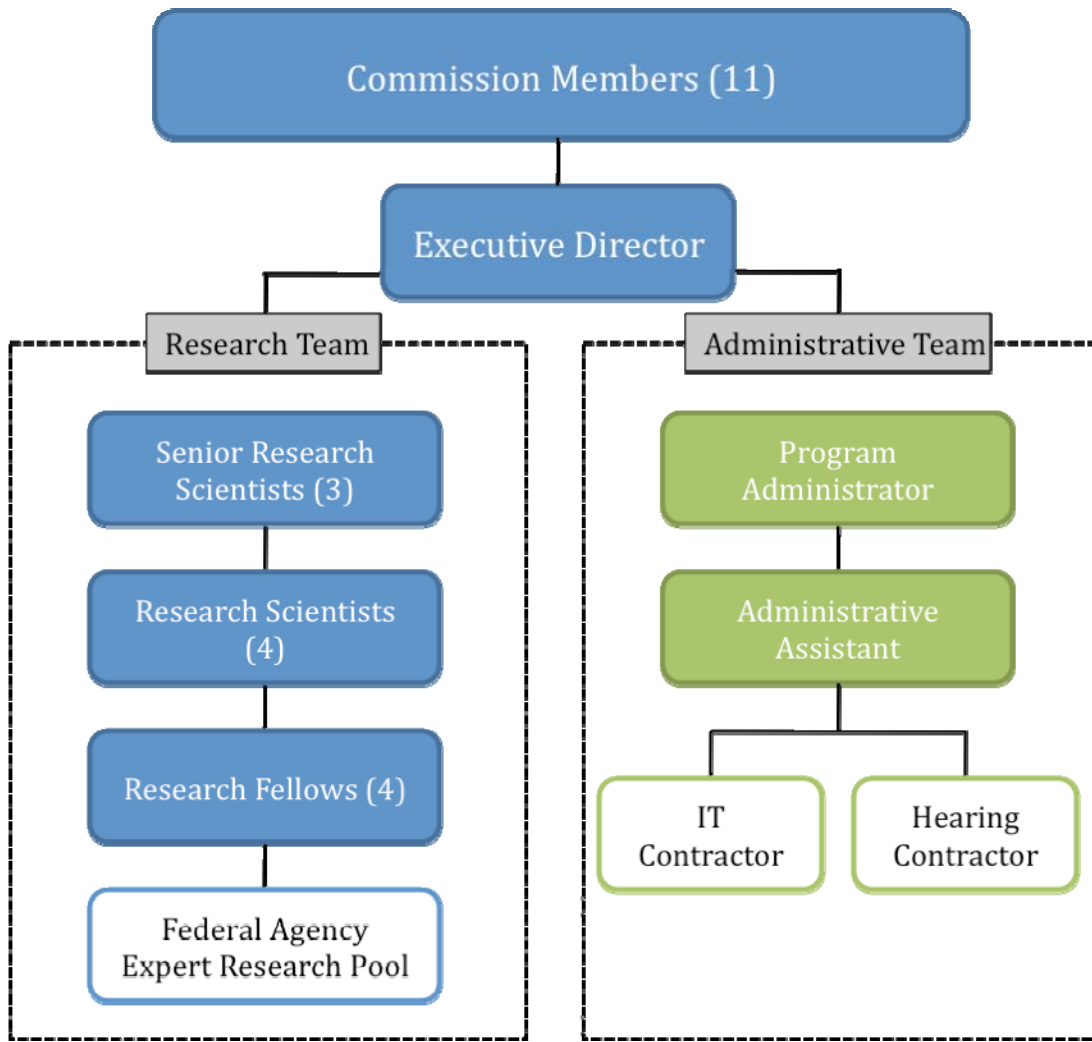 Commission Members (11)
Executive Director
Research Team
Senior Research
Scientists (3)
Research Scientists
(4)
Research Fellows (4)
Federal Agency
Expert Research Pool
Administrative Team
Program
Administrator
Administrative
Assistant
IT
Contractor
Hearing
Contractor